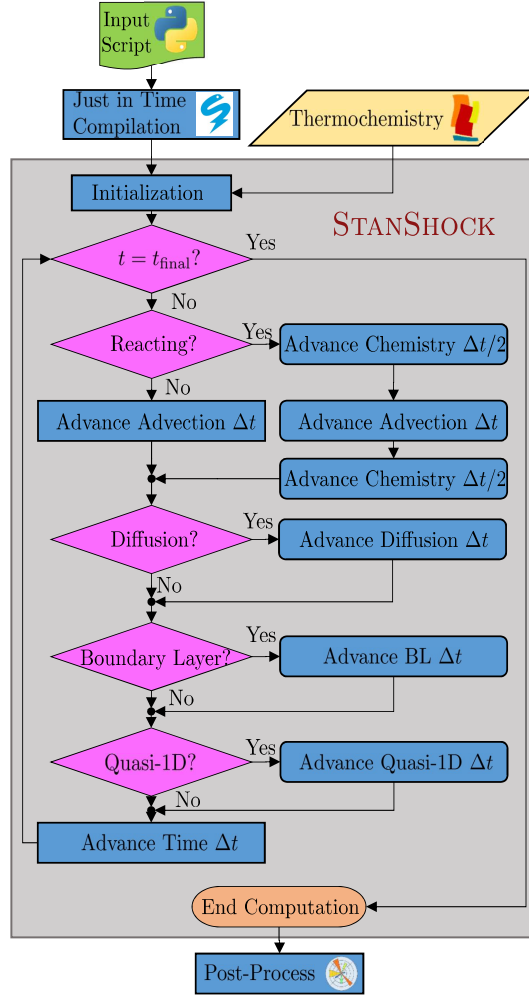 Input
Script
Just in Time
Compilation
Thermochemistry
Initialization
STANSHOCK
t = t_final?
Yes
No
Reacting?
Yes
Advance Chemistry Δt/2
No
Advance Advection Δt
Advance Advection Δt
Advance Chemistry Δt/2
Diffusion?
Yes
Advance Diffusion Δt
No
Boundary Layer?
Yes
Advance BL Δt
No
Quasi-1D?
Yes
Advance Quasi-1D Δt
No
Advance Time Δt
End Computation
Post-Process